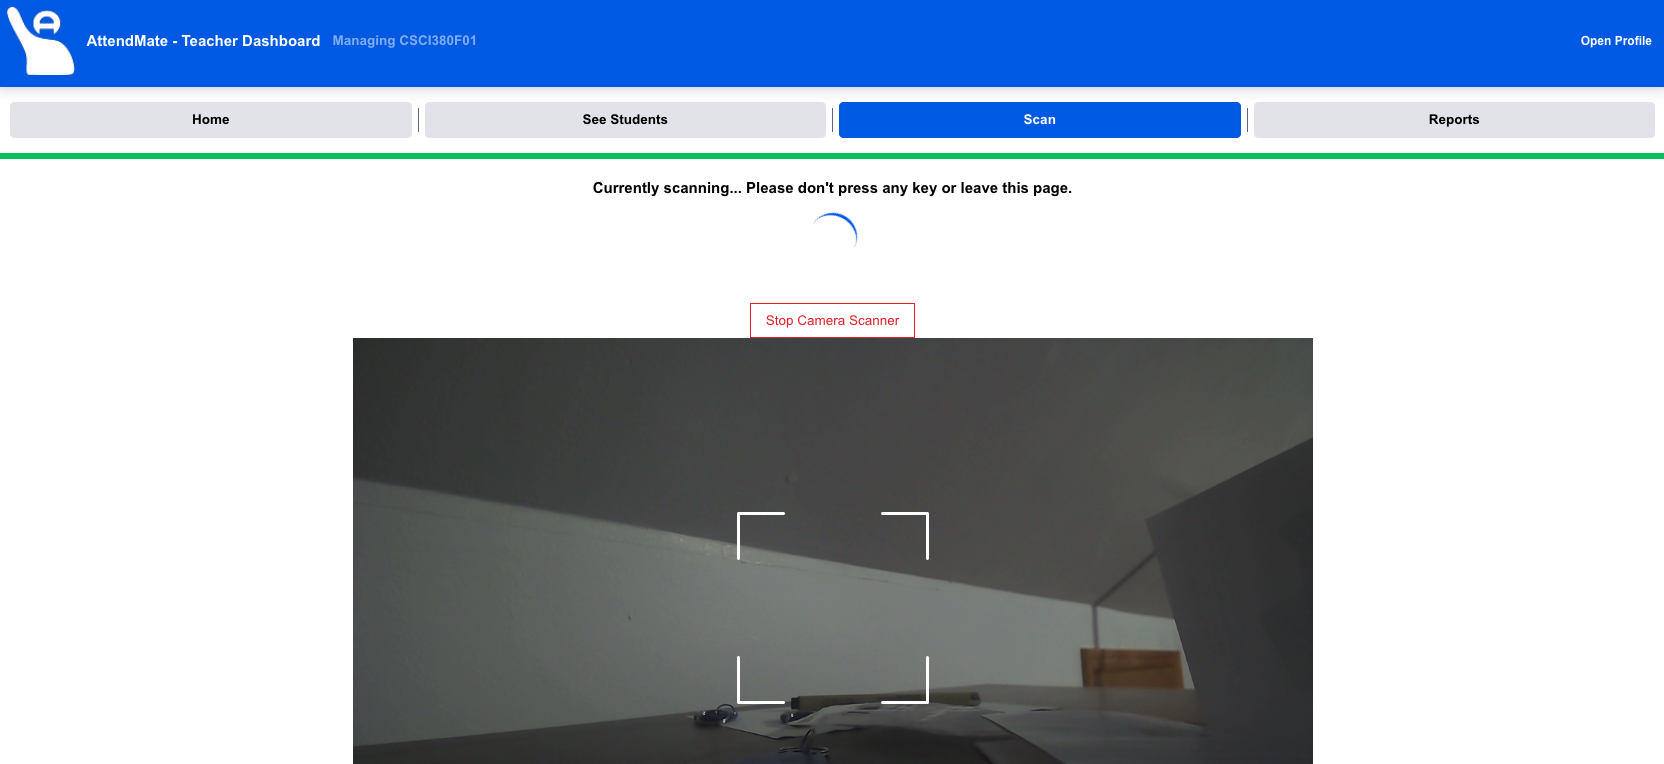 A
AttendMate - Teacher Dashboard Managing CSCI380F01 Open Profile
Home See Students Scan Reports
Currently scanning... Please don't press any key or leave this page.
Stop Camera Scanner